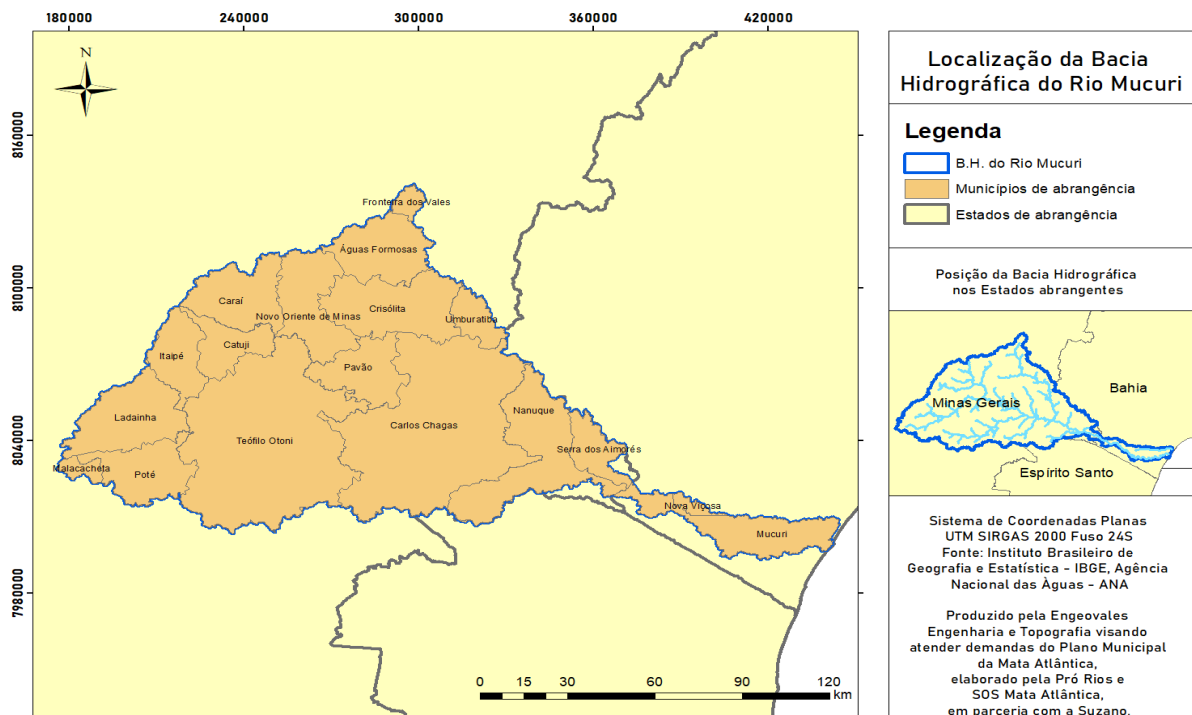 180000 240000 300000 360000 420000
N
8160000
8100000
8040000
7980000
Fronteira dos Vales
Águas Formosas
Caraí
Crisólita
Novo Oriente de Minas
Umburatiba
Catuji
Itaipé
Pavão
Nanuque
Ladainha
Carlos Chagas
Teófilo Otoni
Serra dos Aimorés
Malacacheta
Poté
Nova Viçosa
Mucuri
0 15 30 60 90 120
km
Localização da Bacia
Hidrográfica do Rio Mucuri
Legenda
B.H. do Rio Mucuri
Municípios de abrangência
Estados de abrangência
Posição da Bacia Hidrográfica
nos Estados abrangentes
Bahia
Minas Gerais
Espírito Santo
Sistema de Coordenadas Planas
UTM SIRGAS 2000 Fuso 24S
Fonte: Instituto Brasileiro de
Geografia e Estatística - IBGE, Agência
Nacional das Àguas - ANA
Produzido pela Engeovales
Engenharia e Topografia visando
atender demandas do Plano Municipal
da Mata Atlântica,
elaborado pela Pró Rios e
SOS Mata Atlântica,
em parceria com a Suzano.